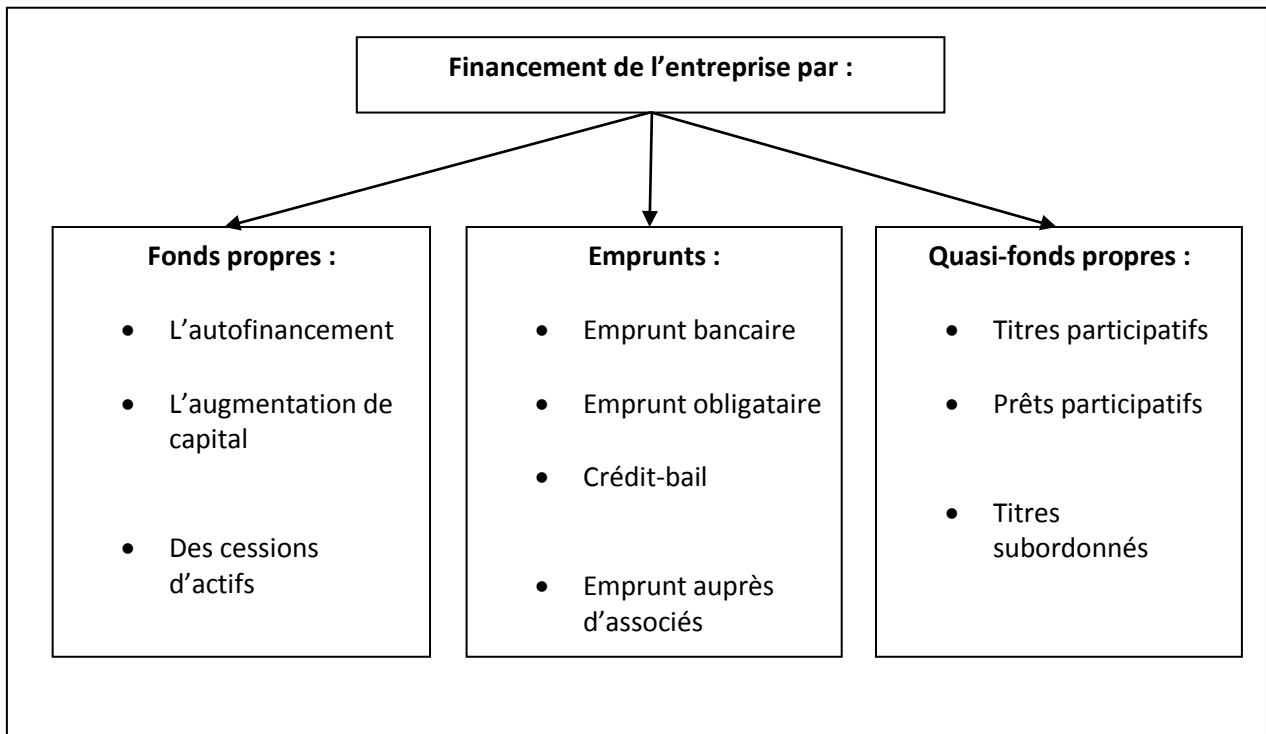 Financement de l’entreprise par :
Fonds propres :
• L’autofinancement
• L’augmentation de
capital
• Des cessions
d’actifs
Emprunts :
• Emprunt bancaire
• Emprunt obligataire
• Crédit-bail
• Emprunt auprès
d’associés
Quasi-fonds propres :
• Titres participatifs
• Prêts participatifs
• Titres
subordonnés